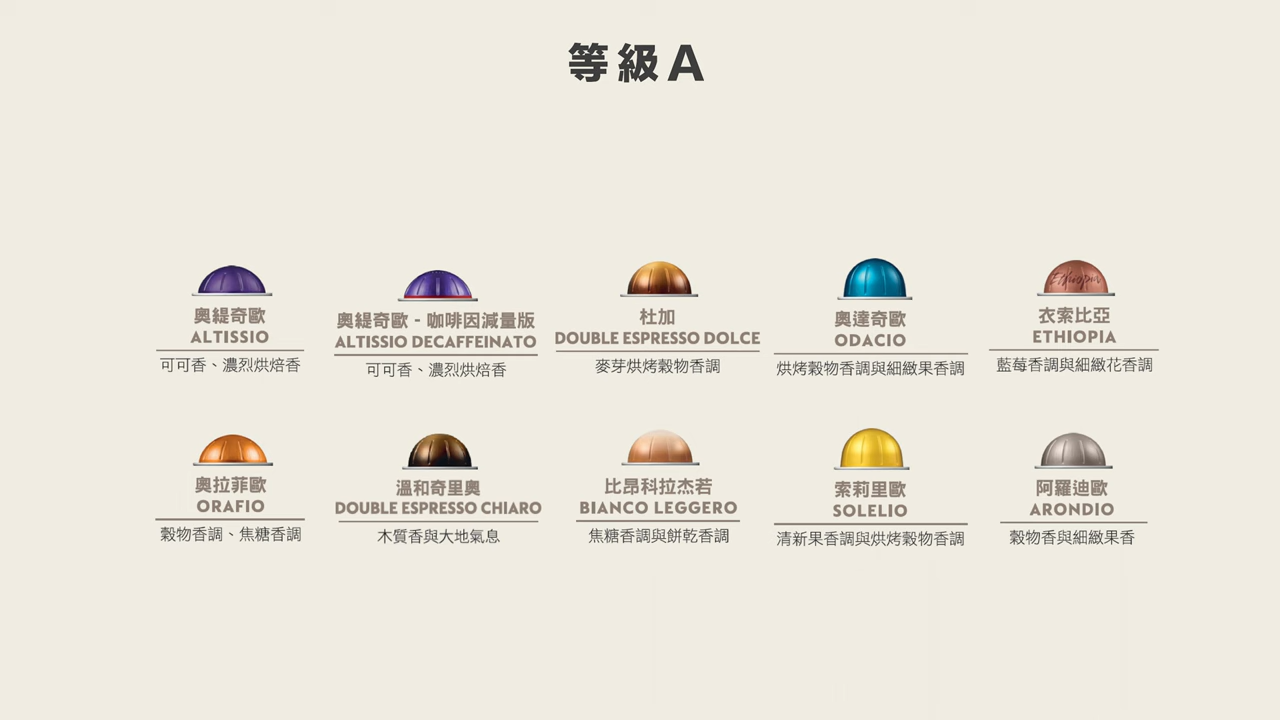 等級A
奧緹奇歐
ALTISSIO
可可香、濃烈烘焙香
奧緹奇歐 - 咖啡因減量版
ALTISSIO DECAFFEINATO
可可香、濃烈烘焙香
杜加
DOUBLE ESPRESSO DOLCE
麥芽烘烤穀物香調
奧達奇歐
ODACIO
烘烤穀物香調與細緻果香調
Ethiopia
衣索比亞
ETHIOPIA
藍莓香調與細緻花香調
奧拉菲歐
ORAFIO
穀物香調、焦糖香調
溫和奇里奧
DOUBLE ESPRESSO CHIARO
木質香與大地氣息
比昂科拉杰若
BIANCO LEGGERO
焦糖香調與餅乾香調
索莉里歐
SOLELIO
清新果香調與烘烤穀物香調
阿羅迪歐
ARONDIO
穀物香與細緻果香